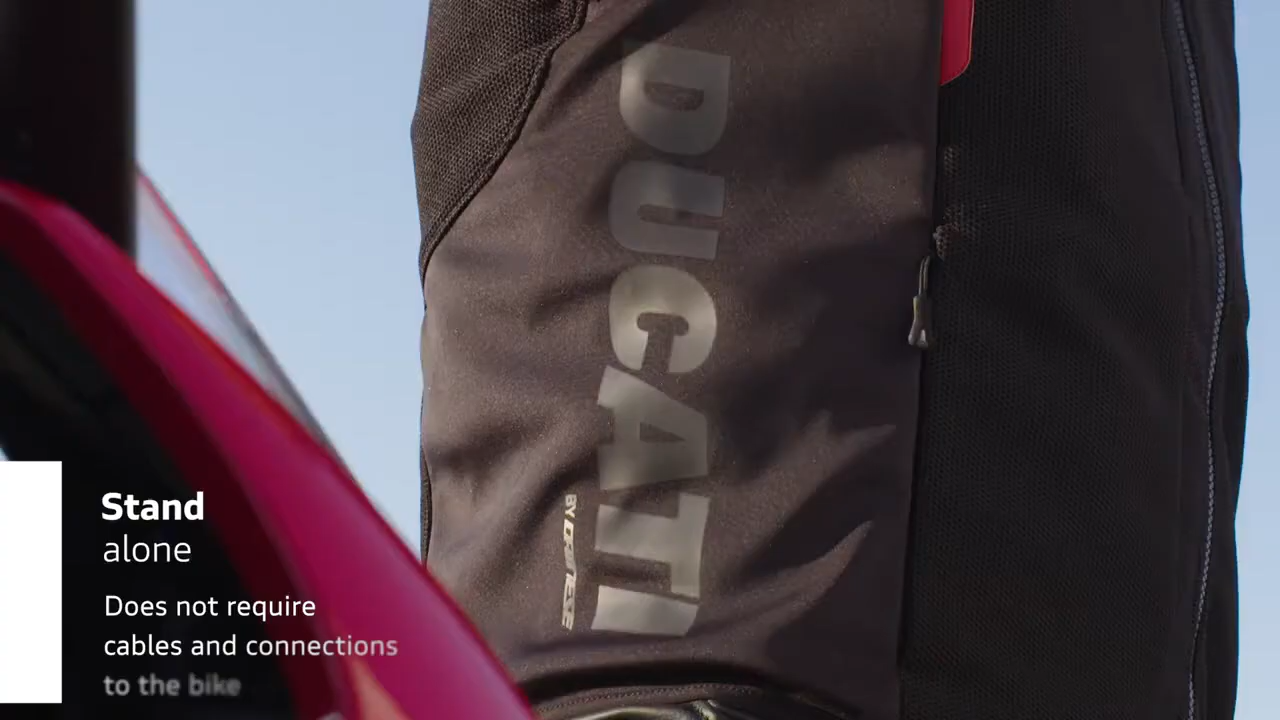 DUCATI
BY DAINESE
Stand
alone
Does not require
cables and connections
to the bike